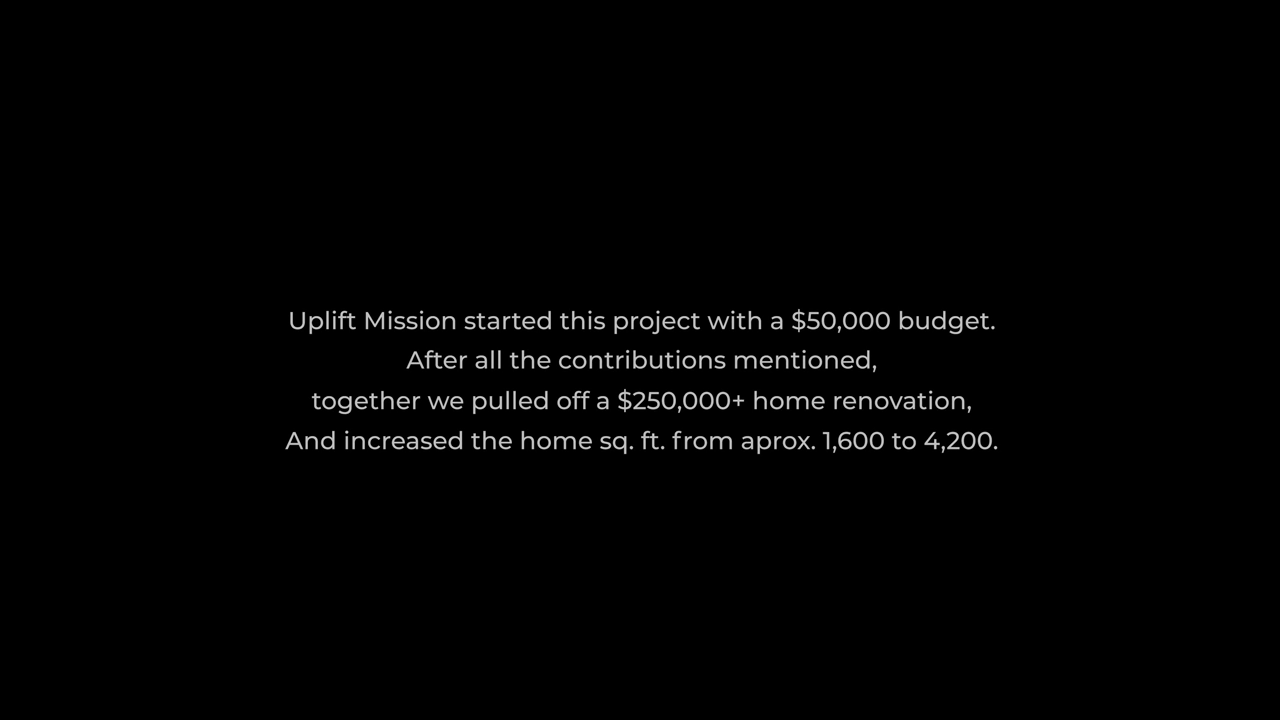 Uplift Mission started this project with a $50,000 budget.
After all the contributions mentioned,
together we pulled off a $250,000+ home renovation,
And increased the home sq. ft. from aprox. 1,600 to 4,200.